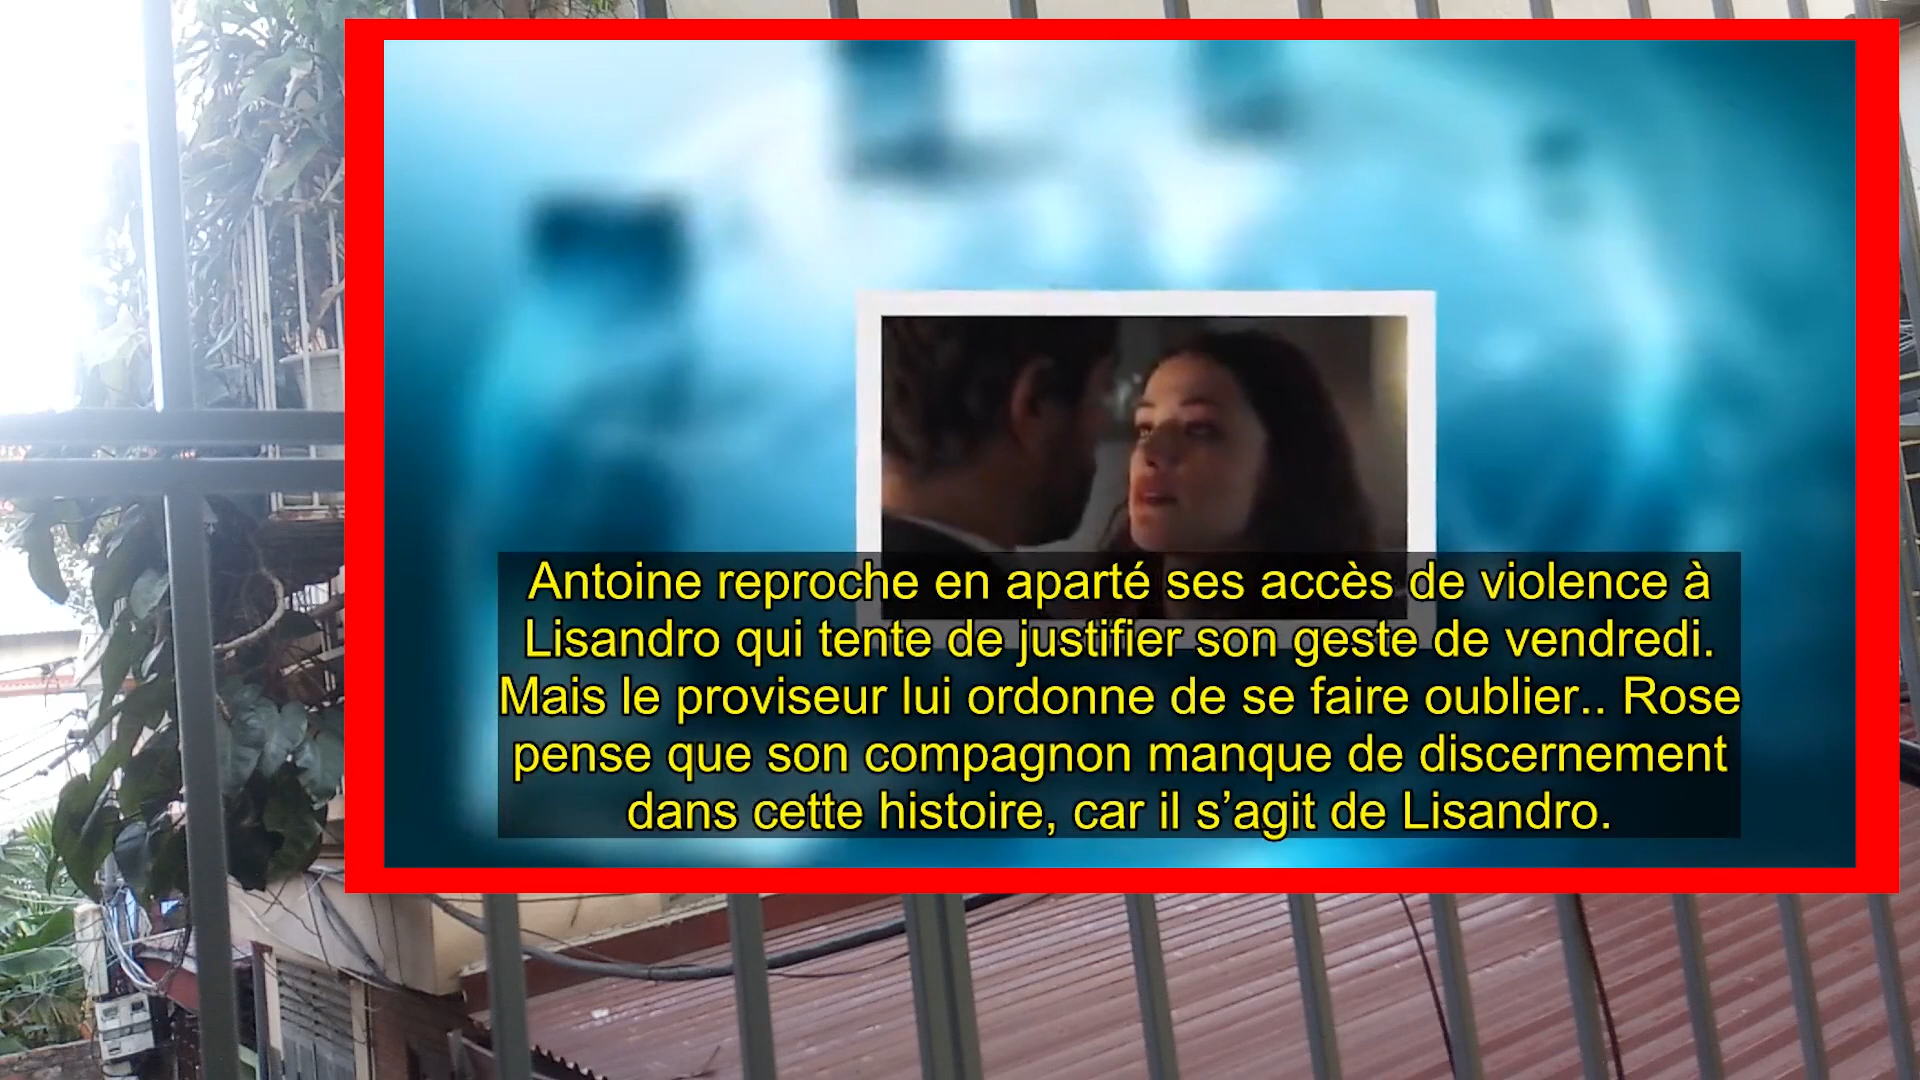 Antoine reproche en aparté ses accès de violence à
Lisandro qui tente de justifier son geste de vendredi.
Mais le proviseur lui ordonne de se faire oublier.. Rose
pense que son compagnon manque de discernement
dans cette histoire, car il s’agit de Lisandro.